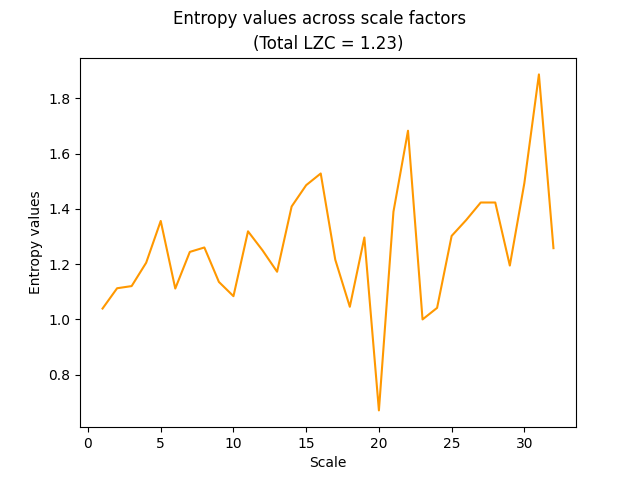 Entropy values across scale factors
(Total LZC = 1.23)
1.8
1.6
1.4
1.2
1.0
0.8
Entropy values
0 5 10 15 20 25 30
Scale